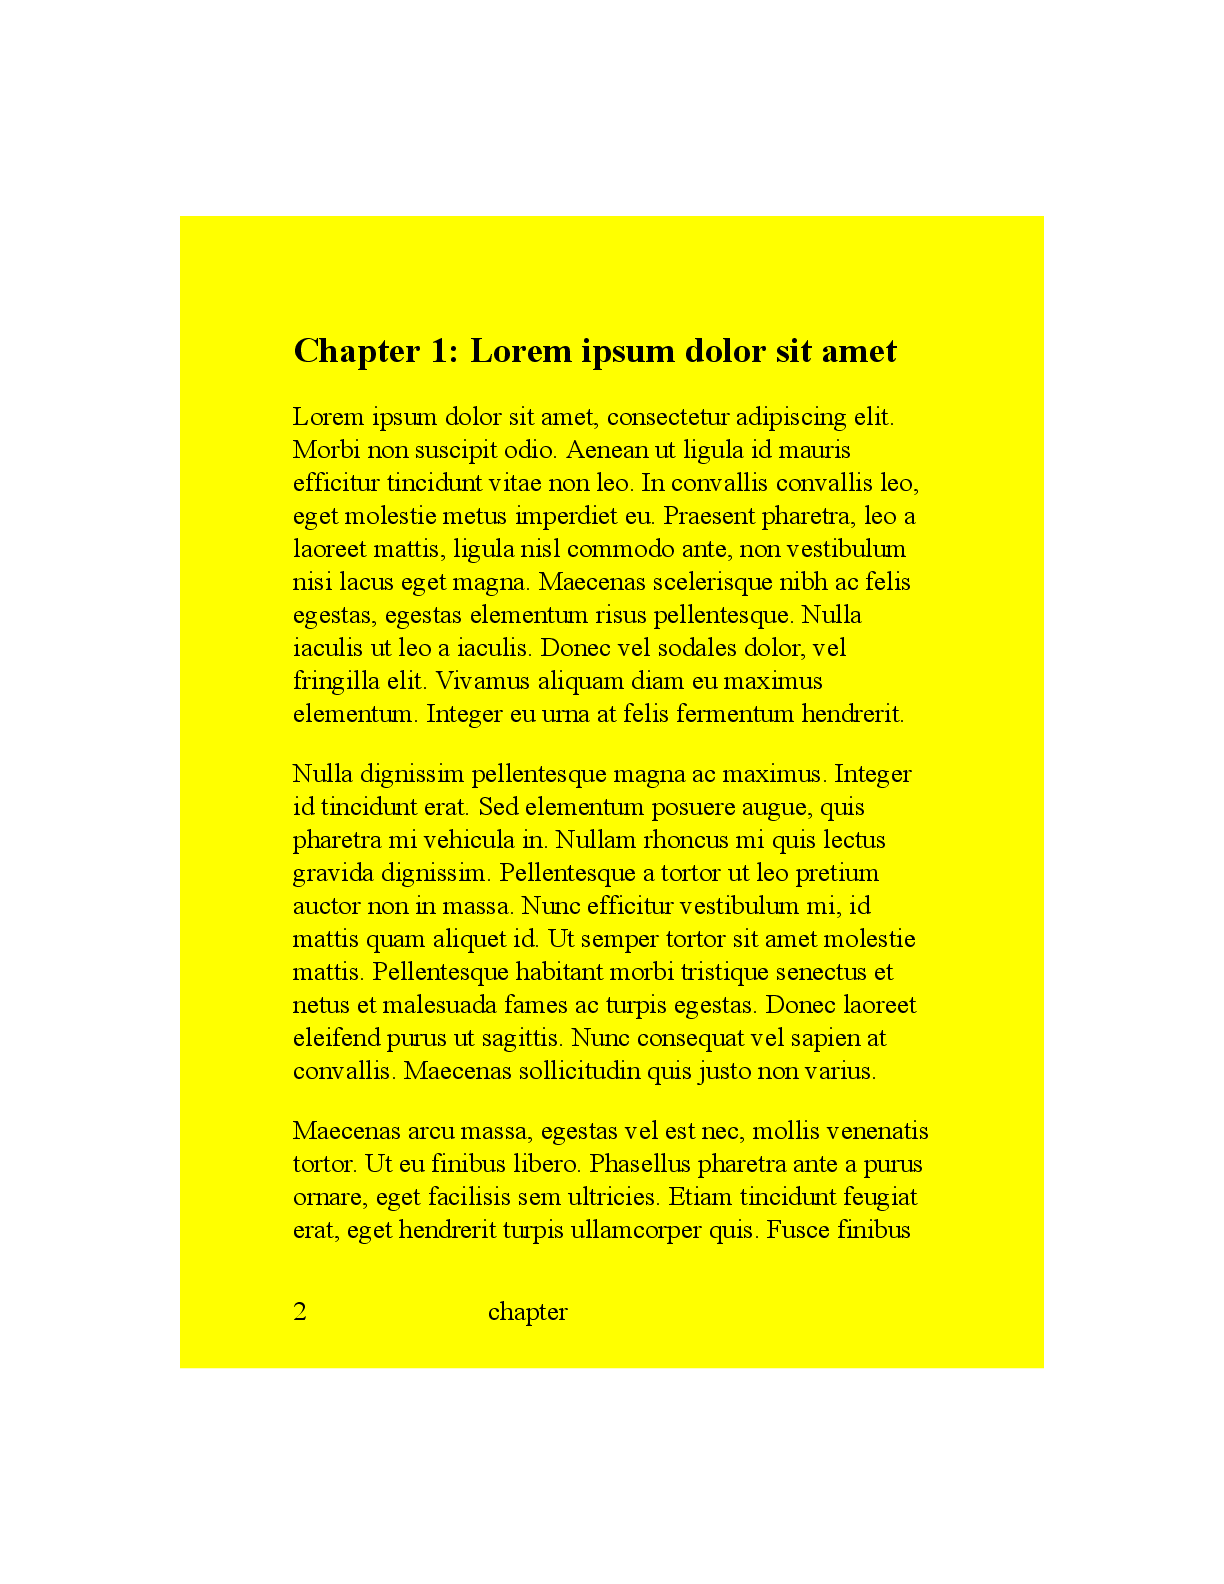 Chapter 1: Lorem ipsum dolor sit amet
Lorem ipsum dolor sit amet, consectetur adipiscing elit.
Morbi non suscipit odio. Aenean ut ligula id mauris
efficitur tincidunt vitae non leo. In convallis convallis leo,
eget molestie metus imperdiet eu. Praesent pharetra, leo a
laoreet mattis, ligula nisl commodo ante, non vestibulum
nisi lacus eget magna. Maecenas scelerisque nibh ac felis
egestas, egestas elementum risus pellentesque. Nulla
iaculis ut leo a iaculis. Donec vel sodales dolor, vel
fringilla elit. Vivamus aliquam diam eu maximus
elementum. Integer eu urna at felis fermentum hendrerit.
Nulla dignissim pellentesque magna ac maximus. Integer
id tincidunt erat. Sed elementum posuere augue, quis
pharetra mi vehicula in. Nullam rhoncus mi quis lectus
gravida dignissim. Pellentesque a tortor ut leo pretium
auctor non in massa. Nunc efficitur vestibulum mi, id
mattis quam aliquet id. Ut semper tortor sit amet molestie
mattis. Pellentesque habitant morbi tristique senectus et
netus et malesuada fames ac turpis egestas. Donec laoreet
eleifend purus ut sagittis. Nunc consequat vel sapien at
convallis. Maecenas sollicitudin quis justo non varius.
Maecenas arcu massa, egestas vel est nec, mollis venenatis
tortor. Ut eu finibus libero. Phasellus pharetra ante a purus
ornare, eget facilisis sem ultricies. Etiam tincidunt feugiat
erat, eget hendrerit turpis ullamcorper quis. Fusce finibus
2 chapter